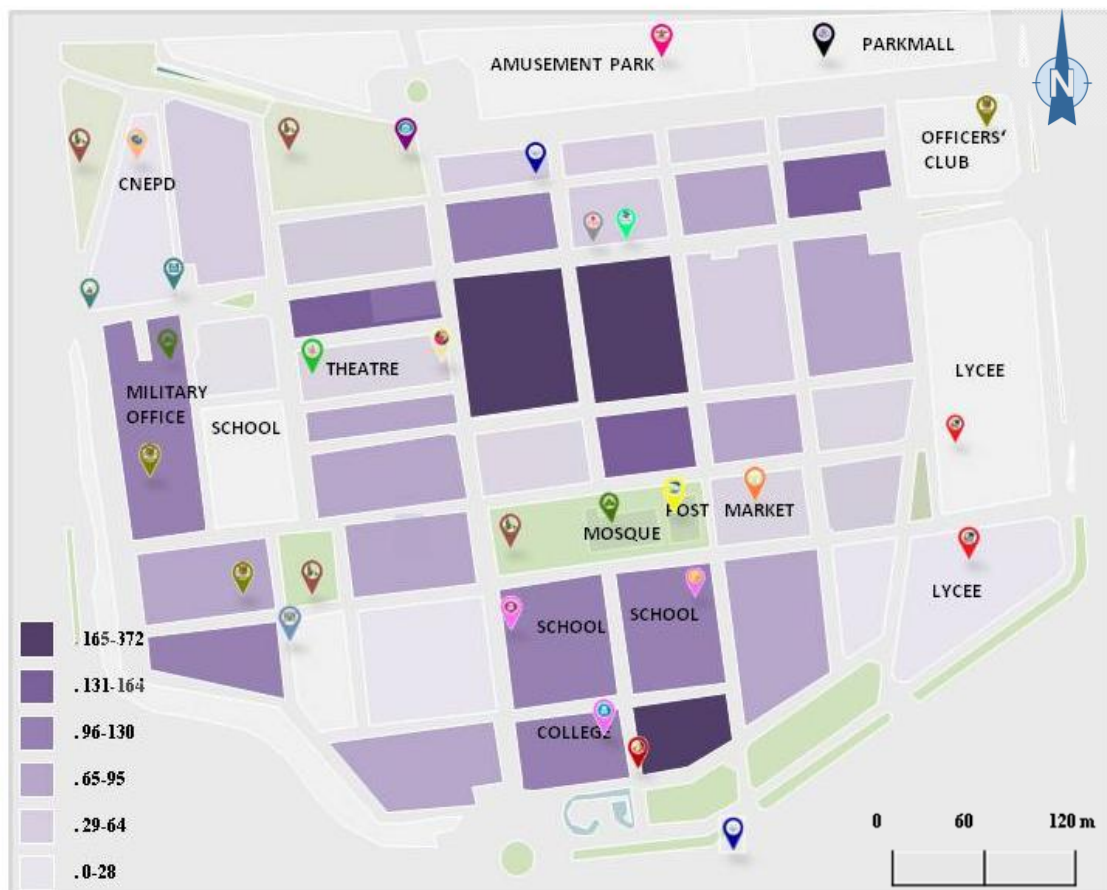 N
AMUSEMENT PARK
PARKMALL
OFFICERS'
CLUB
CNEPD
THEATRE
LYCEE
MILITARY
OFFICE
SCHOOL
POST
MARKET
MOSQUE
LYCEE
SCHOOL
SCHOOL
COLLEGE
.165-372
.131-164
.96-130
.65-95
.29-64
.0-28
0 60 120 m